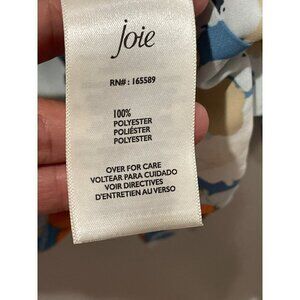 joie
RN# : 165589
100%
POLYESTER
POLIÉSTER
POLYESTER
OVER FOR CARE
VOLTEAR PARA CUIDADO
VOIR DIRECTIVES
D'ENTRETIEN AU VERSO